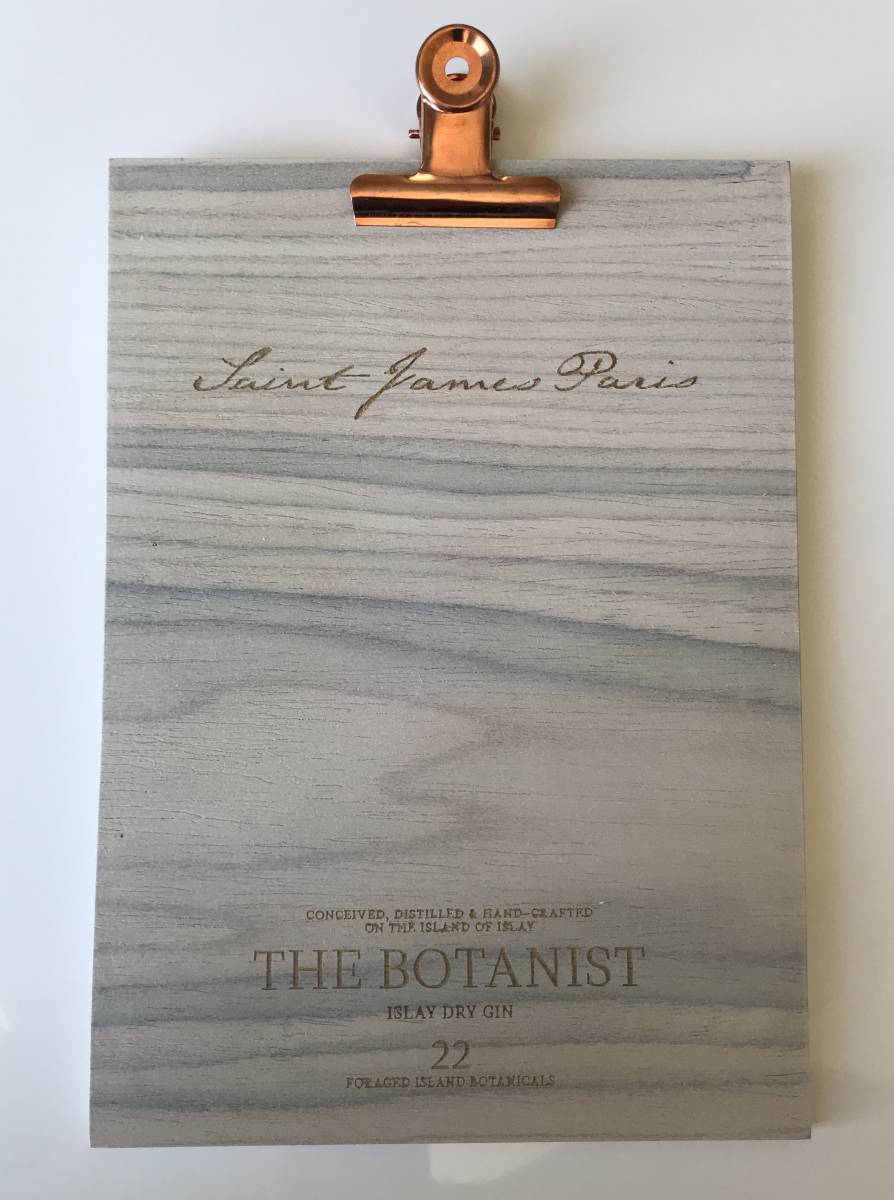 Saint James Paris
CONCEIVED, DISTILLED & HAND-CRAFTED
ON THE ISLAND OF ISLAY
THE BOTANIST
ISLAY DRY GIN
22
FORAGED ISLAND BOTANICALS